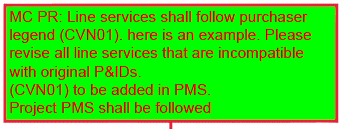 MC PR: Line services shall follow purchaser
legend (CVN01). here is an example. Please
revise all line services that are incompatible
with original P&IDs.
(CVN01) to be added in PMS.
Project PMS shall be followed